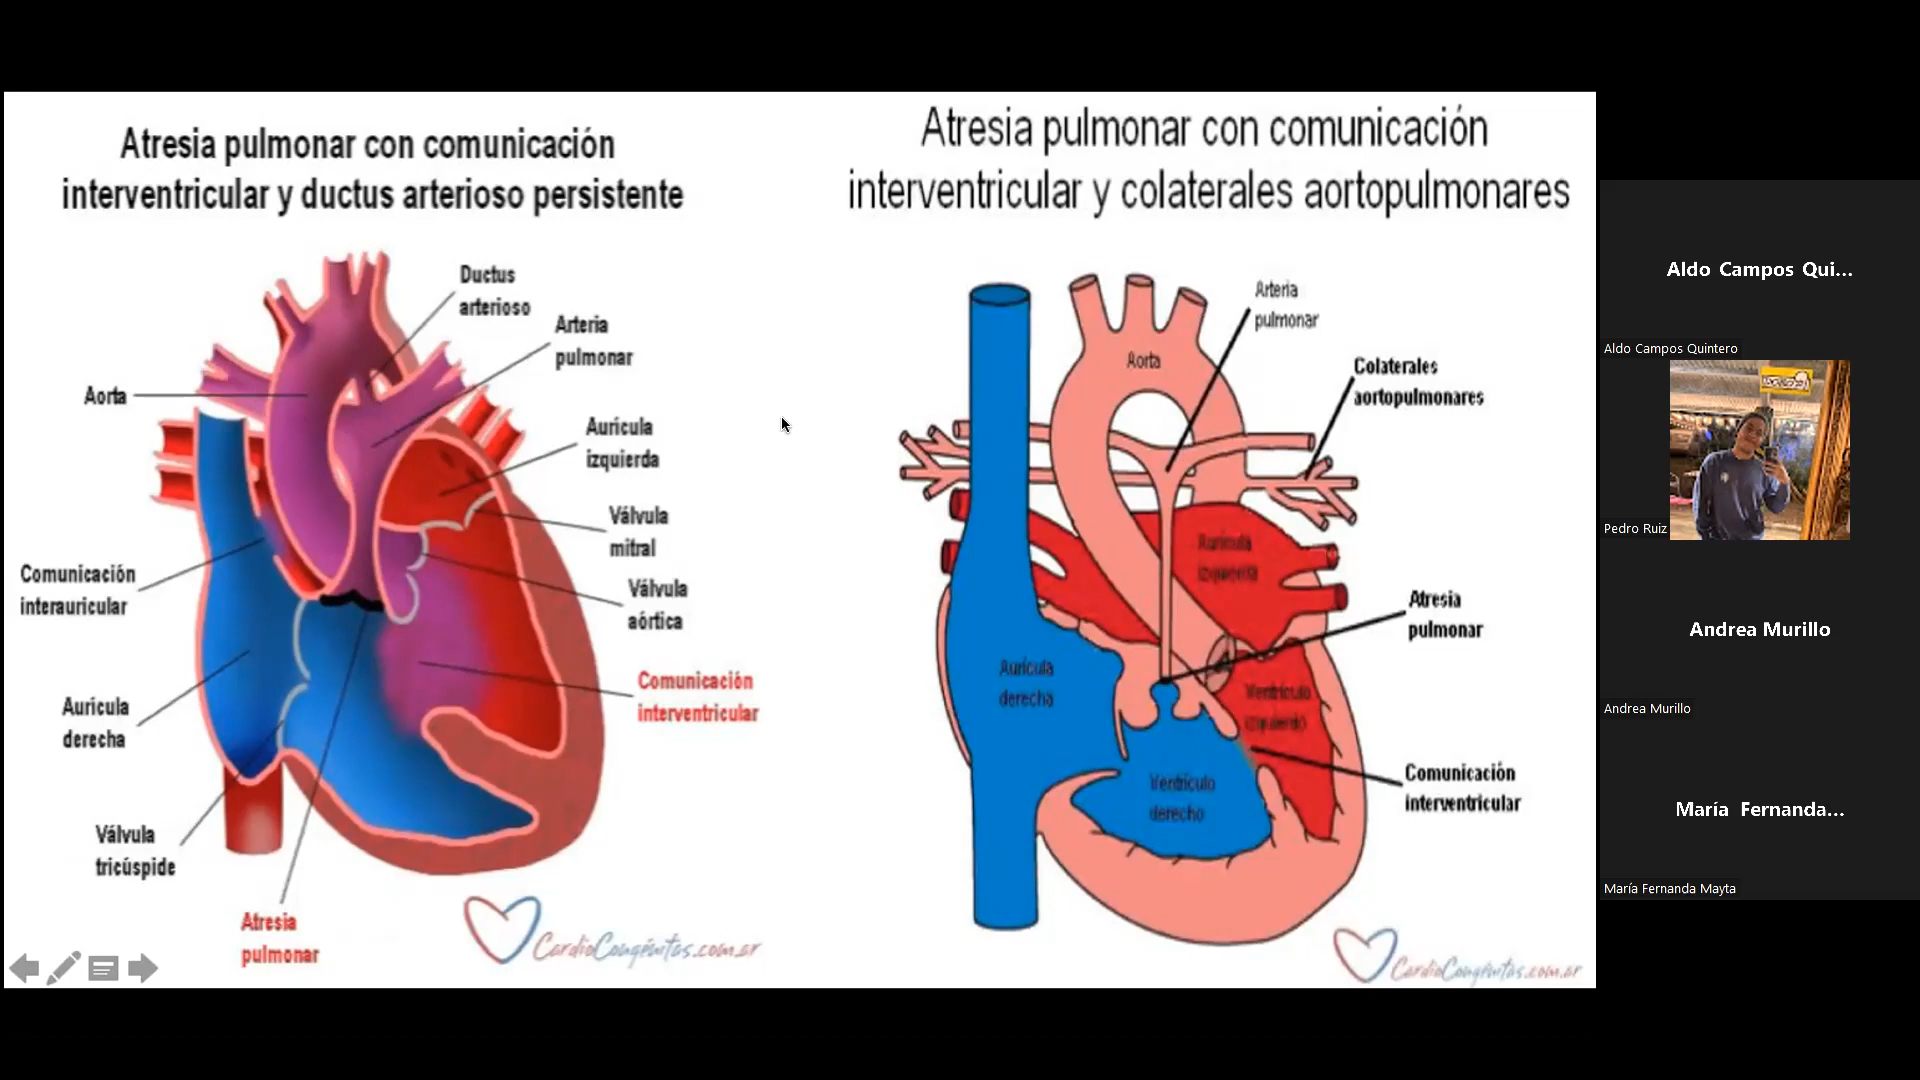 Atresia pulmonar con comunicación
interventricular y ductus arterioso persistente
Ductus
arterioso
Arteria
pulmonar
Aorta
Aurícula
izquierda
Válvula
mitral
Comunicación
interauricular
Válvula
aórtica
Comunicación
interventricular
Aurícula
derecha
Válvula
tricúspide
Atresia
pulmonar
CardioCongénitas.com.ar
Atresia pulmonar con comunicación
interventricular y colaterales aortopulmonares
Arteria
pulmonar
Aorta
Colaterales
aortopulmonares
Aurícula
izquierda
Atresia
pulmonar
Aurícula
derecha
Ventrículo
izquierdo
Ventrículo
derecho
Comunicación
interventricular
CardioCongénitas.com.ar
Aldo Campos Qui...
Aldo Campos Quintero
Pedro Ruiz
Andrea Murillo
Andrea Murillo
María Fernanda...
María Fernanda Mayta